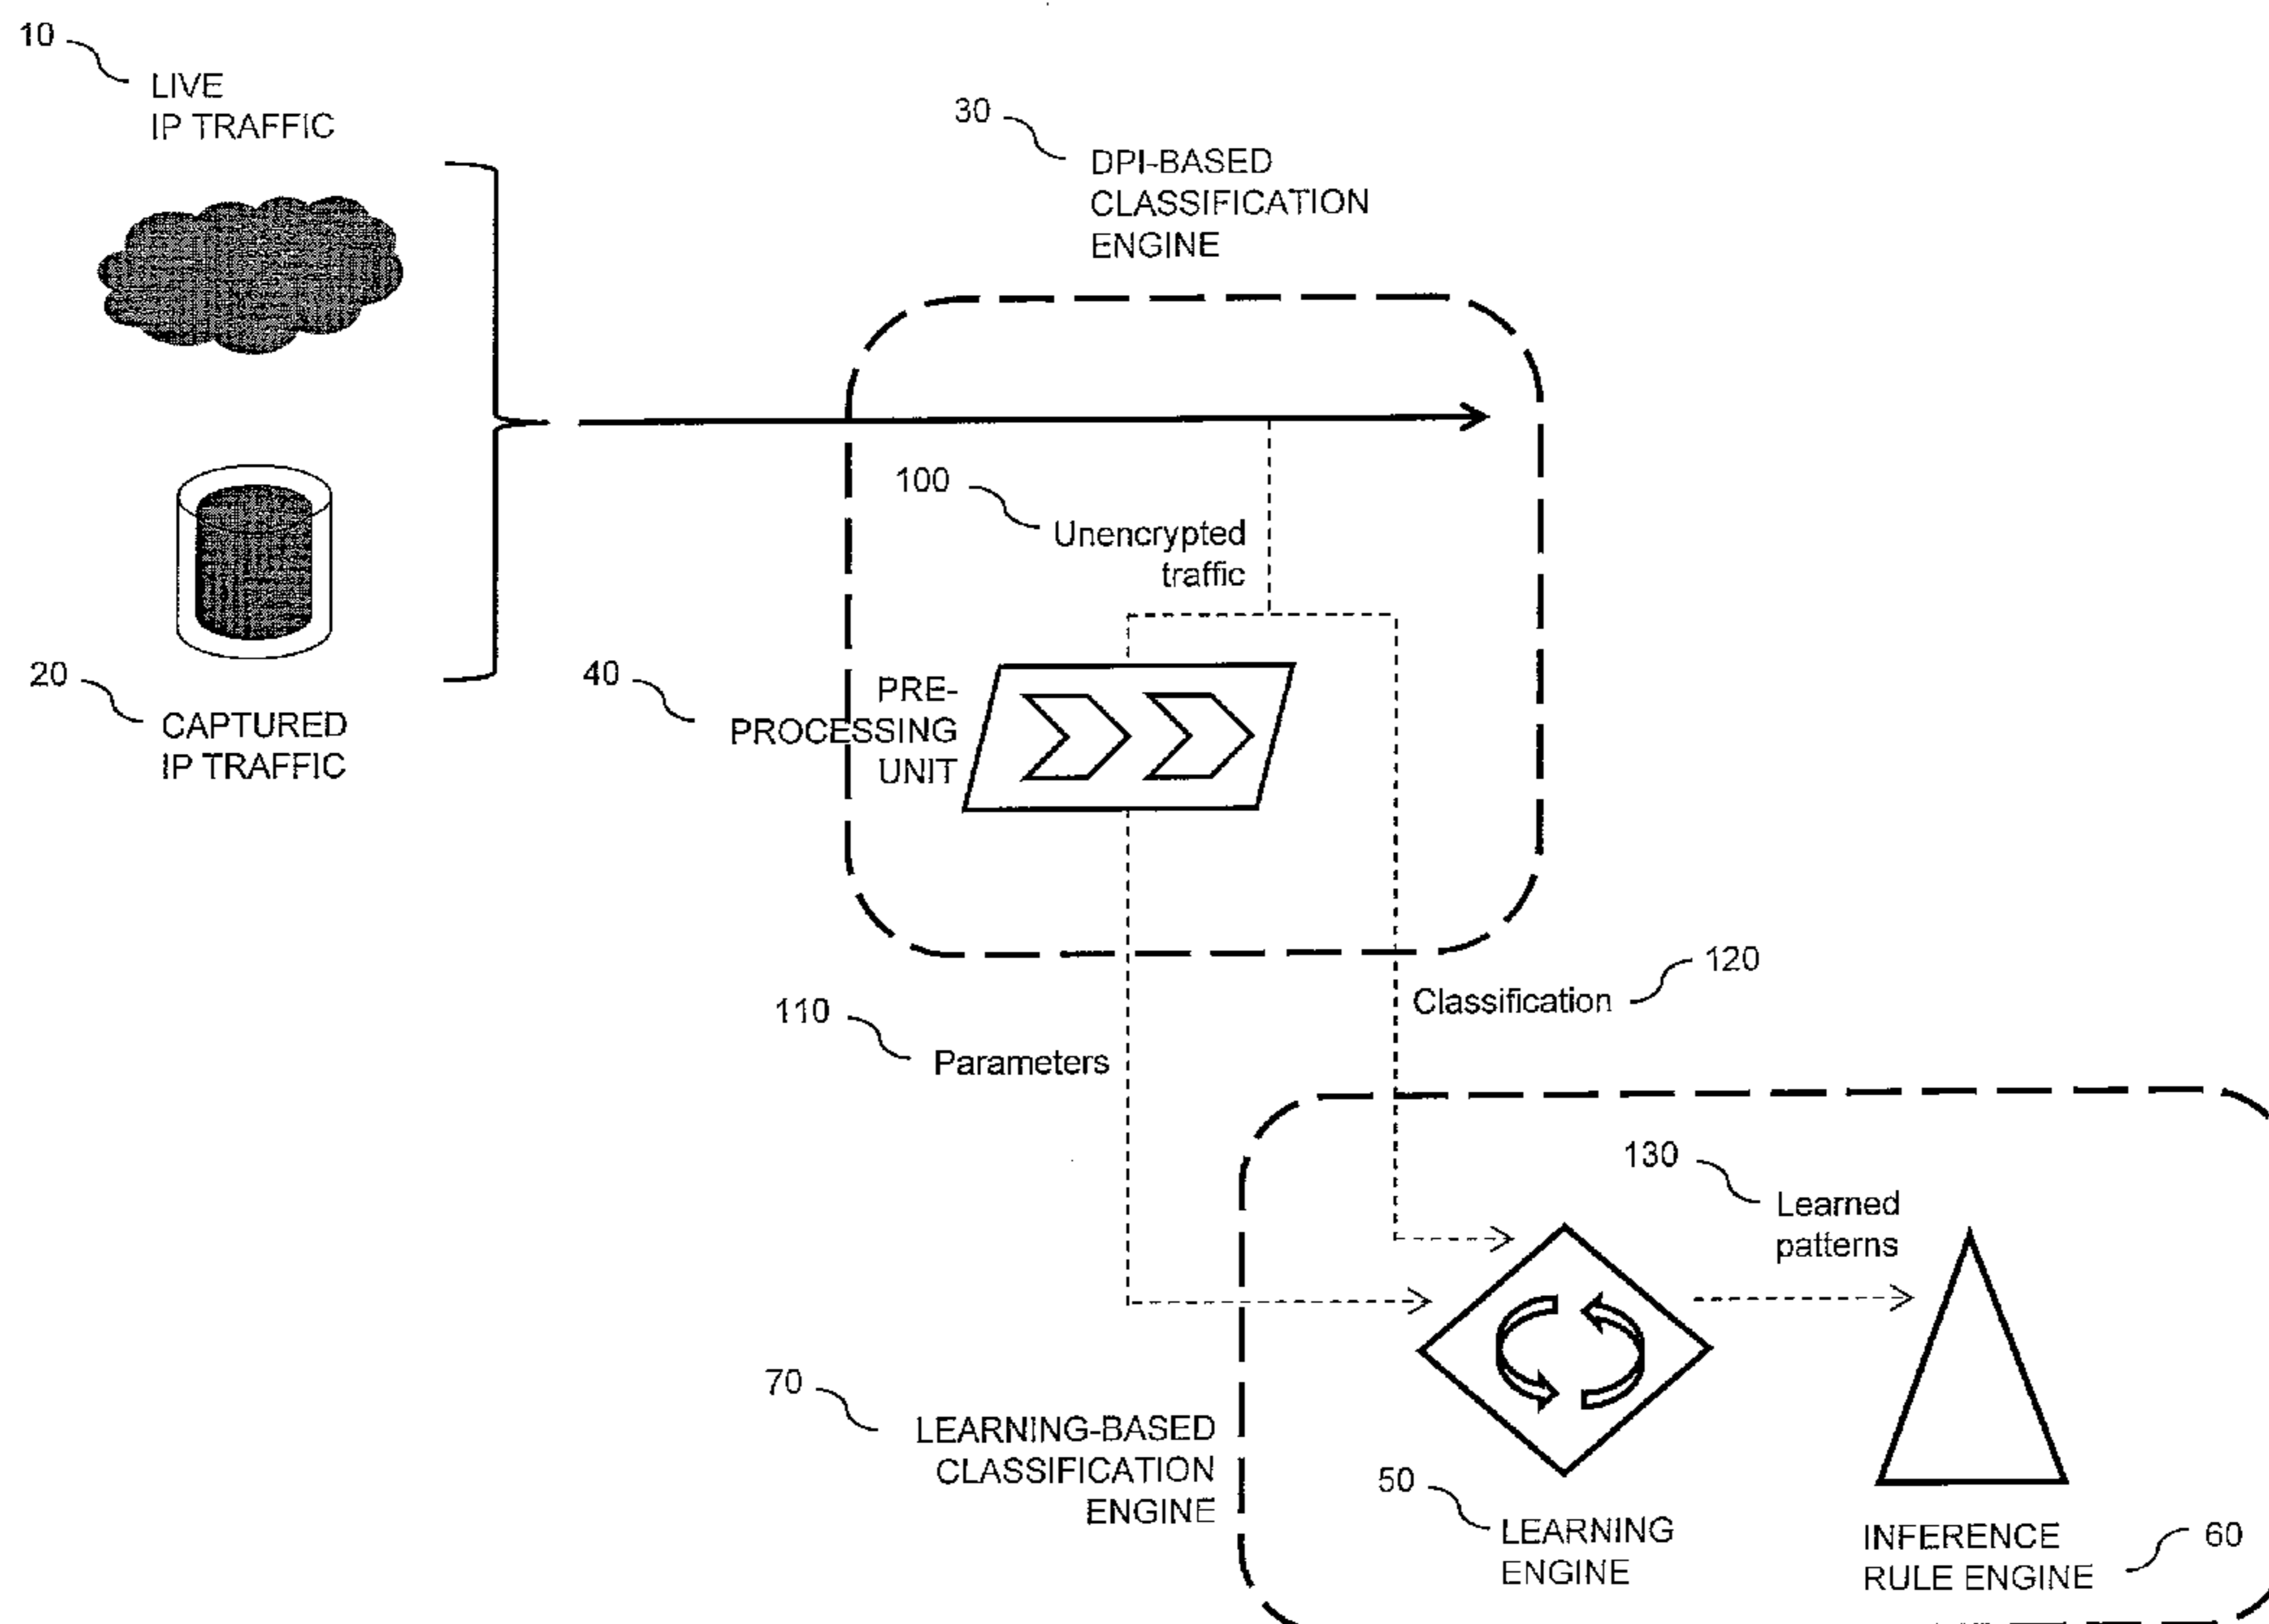 10
LIVE
IP TRAFFIC
30
DPI-BASED
CLASSIFICATION
ENGINE
100
Unencrypted
traffic
20
CAPTURED
IP TRAFFIC
40
PRE-
PROCESSING
UNIT
120
Classification
110
Parameters
130
Learned
patterns
70
LEARNING-BASED
CLASSIFICATION
ENGINE
50
LEARNING
ENGINE
INFERENCE
RULE ENGINE
60